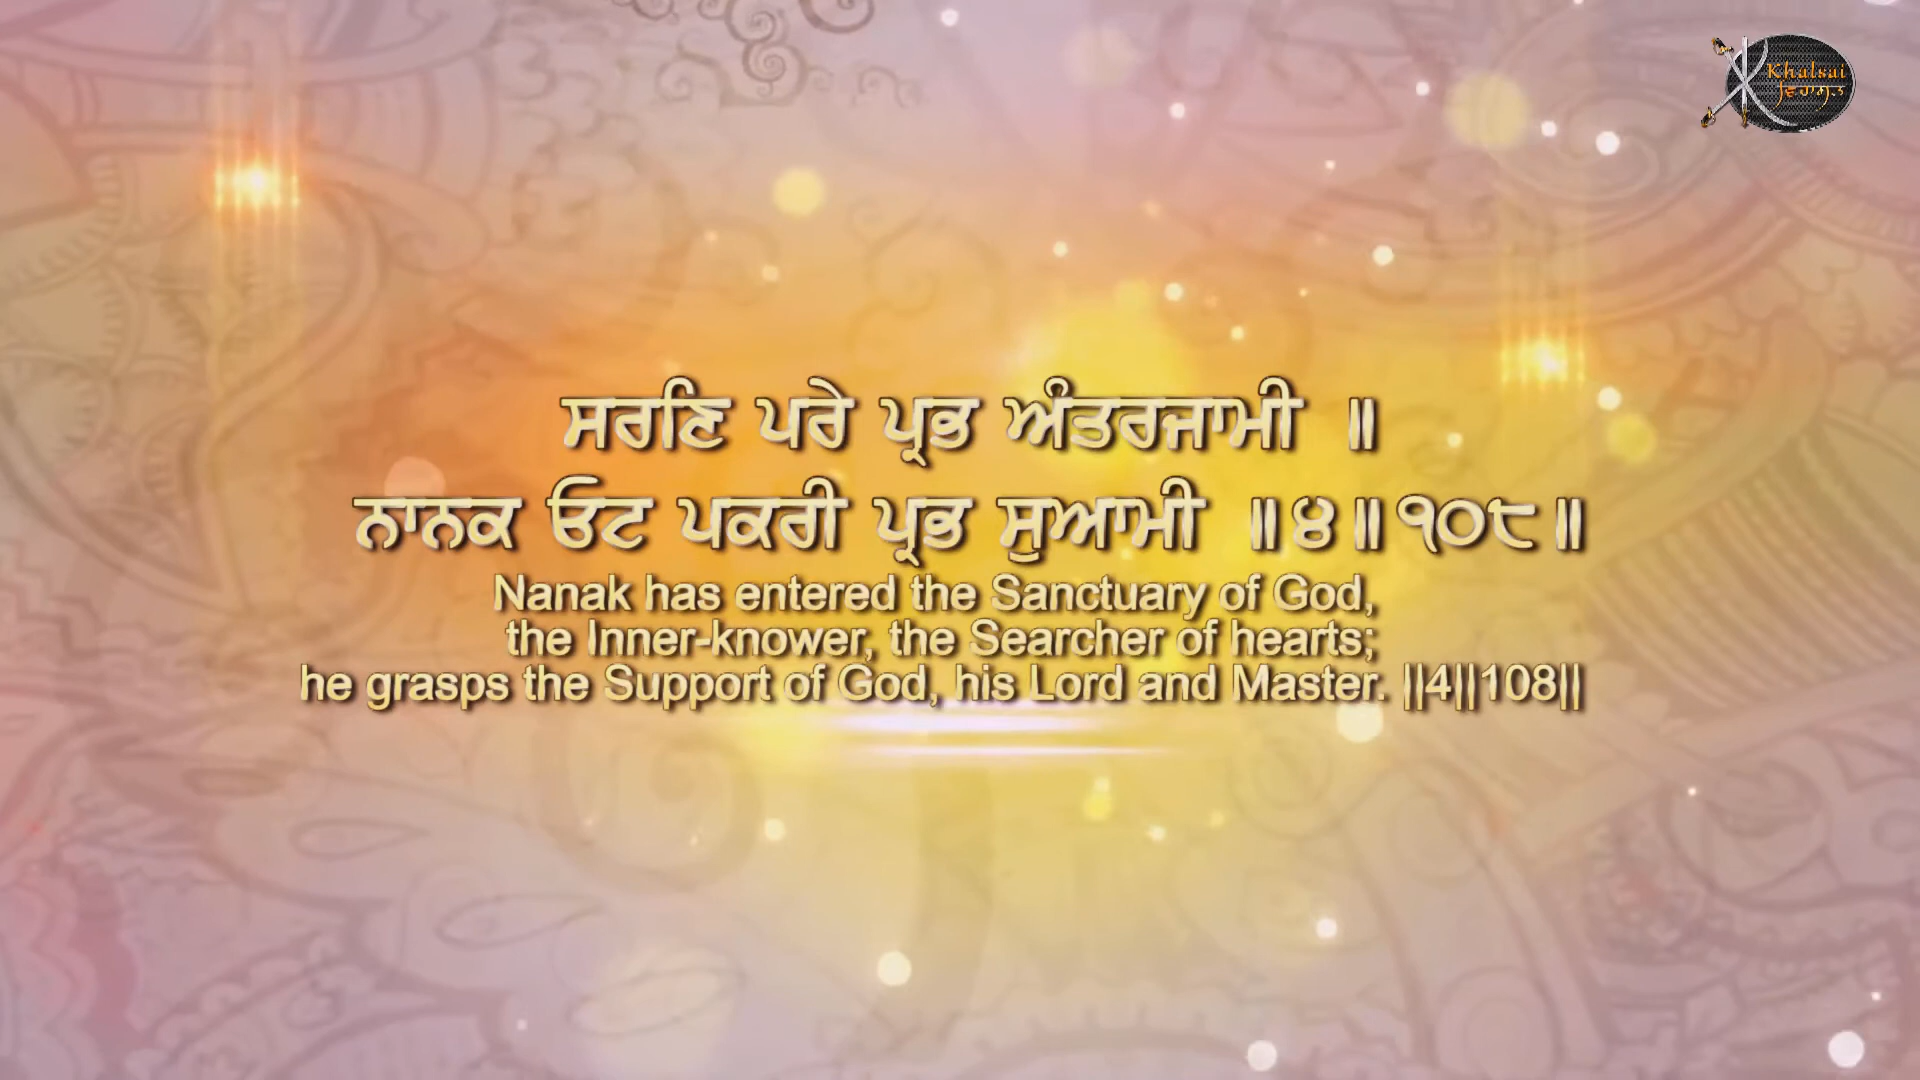 Khalsai
ਵਿਰਾਸਤ
ਸਰਣਿ ਪਰੇ ਪ੍ਰਭ ਅੰਤਰਜਾਮੀ ॥
ਨਾਨਕ ਓਟ ਪਕਰੀ ਪ੍ਰਭ ਸੁਆਮੀ ॥੪॥੧੦੮॥
Nanak has entered the Sanctuary of God,
the Inner-knower, the Searcher of hearts;
he grasps the Support of God, his Lord and Master. ||4||108||